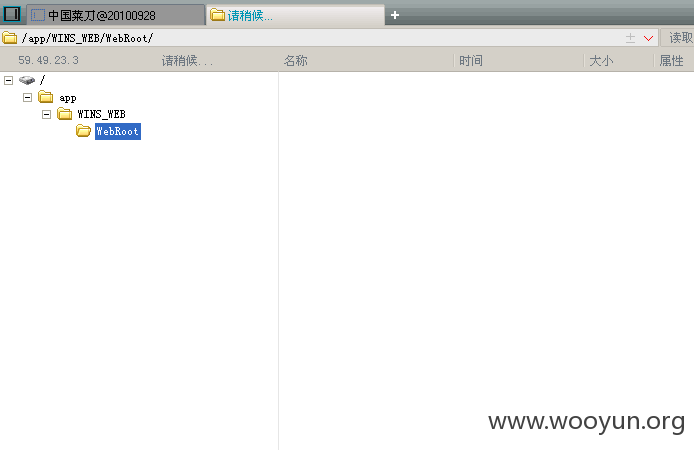 中国菜刀@20100928 请稍候...
/app/WINS_WEB/WebRoot/ 读取
59.49.23.3 请稍候... 名称 时间 大小 属性
/
app
WINS_WEB
WebRoot
www.wooyun.org